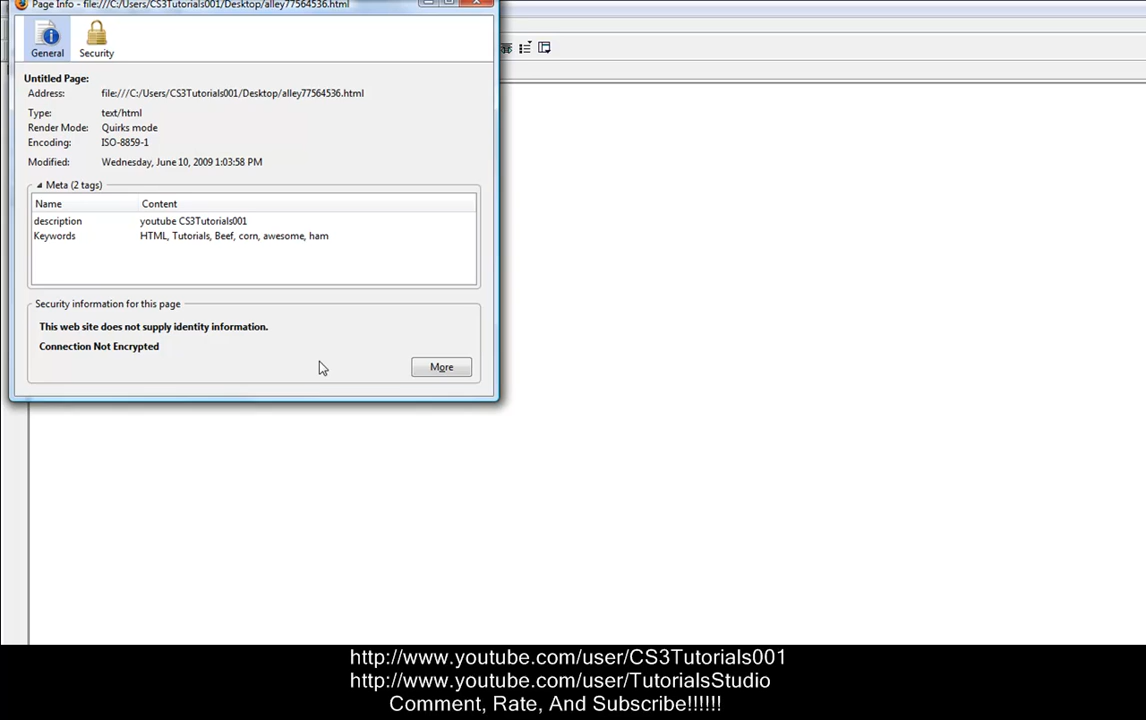 Page Info - file:///C:/Users/CS3Tutorials001/Desktop/alley77564536.html
General
Security
Untitled Page:
Address: file:///C:/Users/CS3Tutorials001/Desktop/alley77564536.html
Type: text/html
Render Mode: Quirks mode
Encoding: ISO-8859-1
Modified: Wednesday, June 10, 2009 1:03:58 PM
Meta (2 tags)
Name Content
description youtube CS3Tutorials001
Keywords HTML, Tutorials, Beef, corn, awesome, ham
Security information for this page
This web site does not supply identity information.
Connection Not Encrypted
More
http://www.youtube.com/user/CS3Tutorials001
http://www.youtube.com/user/TutorialsStudio
Comment, Rate, And Subscribe!!!!!!